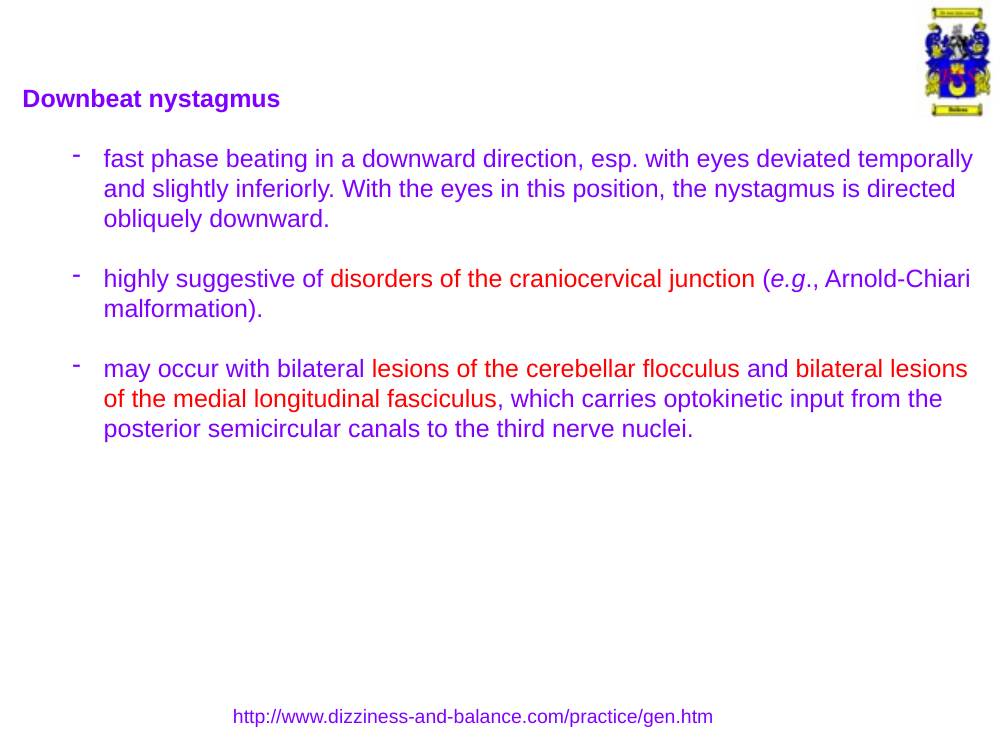 Downbeat nystagmus
- fast phase beating in a downward direction, esp. with eyes deviated temporally
and slightly inferiorly. With the eyes in this position, the nystagmus is directed
obliquely downward.
- highly suggestive of disorders of the craniocervical junction (e.g., Arnold-Chiari
malformation).
- may occur with bilateral lesions of the cerebellar flocculus and bilateral lesions
of the medial longitudinal fasciculus, which carries optokinetic input from the
posterior semicircular canals to the third nerve nuclei.
http://www.dizziness-and-balance.com/practice/gen.htm